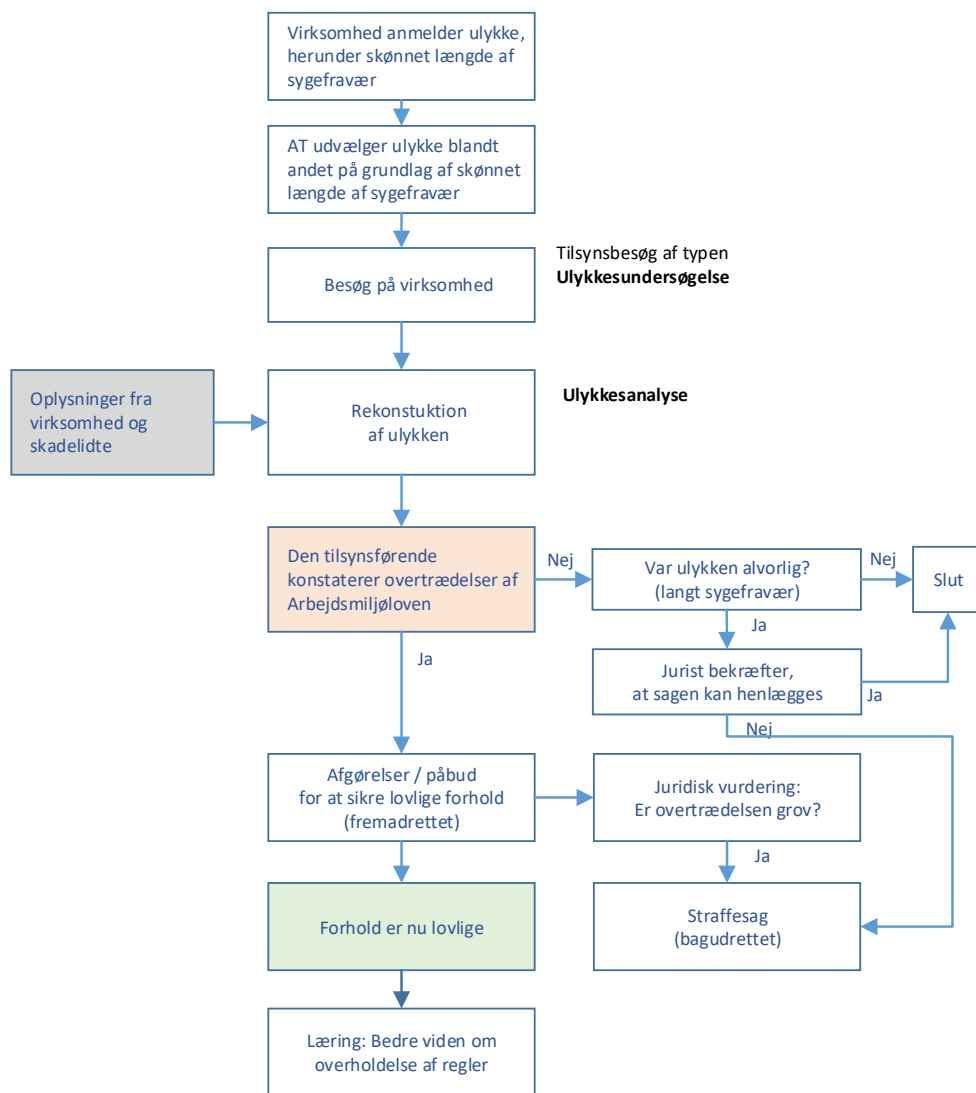 Virksomhed anmelder ulykke,
herunder skønnet længde af
sygefravær
AT udvælger ulykke blandt
andet på grundlag af skønnet
længde af sygefravær
Besøg på virksomhed
Tilsynsbesøg af typen
Ulykkesundersøgelse
Oplysninger fra
virksomhed og
skadelidte
Rekonstuktion
af ulykken
Ulykkesanalyse
Den tilsynsførende
konstaterer overtrædelser af
Arbejdsmiljøloven
Nej
Var ulykken alvorlig?
(langt sygefravær)
Nej
Slut
Ja
Ja
Jurist bekræfter,
at sagen kan henlægges
Ja
Nej
Afgørelser / påbud
for at sikre lovlige forhold
(fremadrettet)
Juridisk vurdering:
Er overtrædelsen grov?
Ja
Forhold er nu lovlige
Straffesag
(bagudrettet)
Læring: Bedre viden om
overholdelse af regler